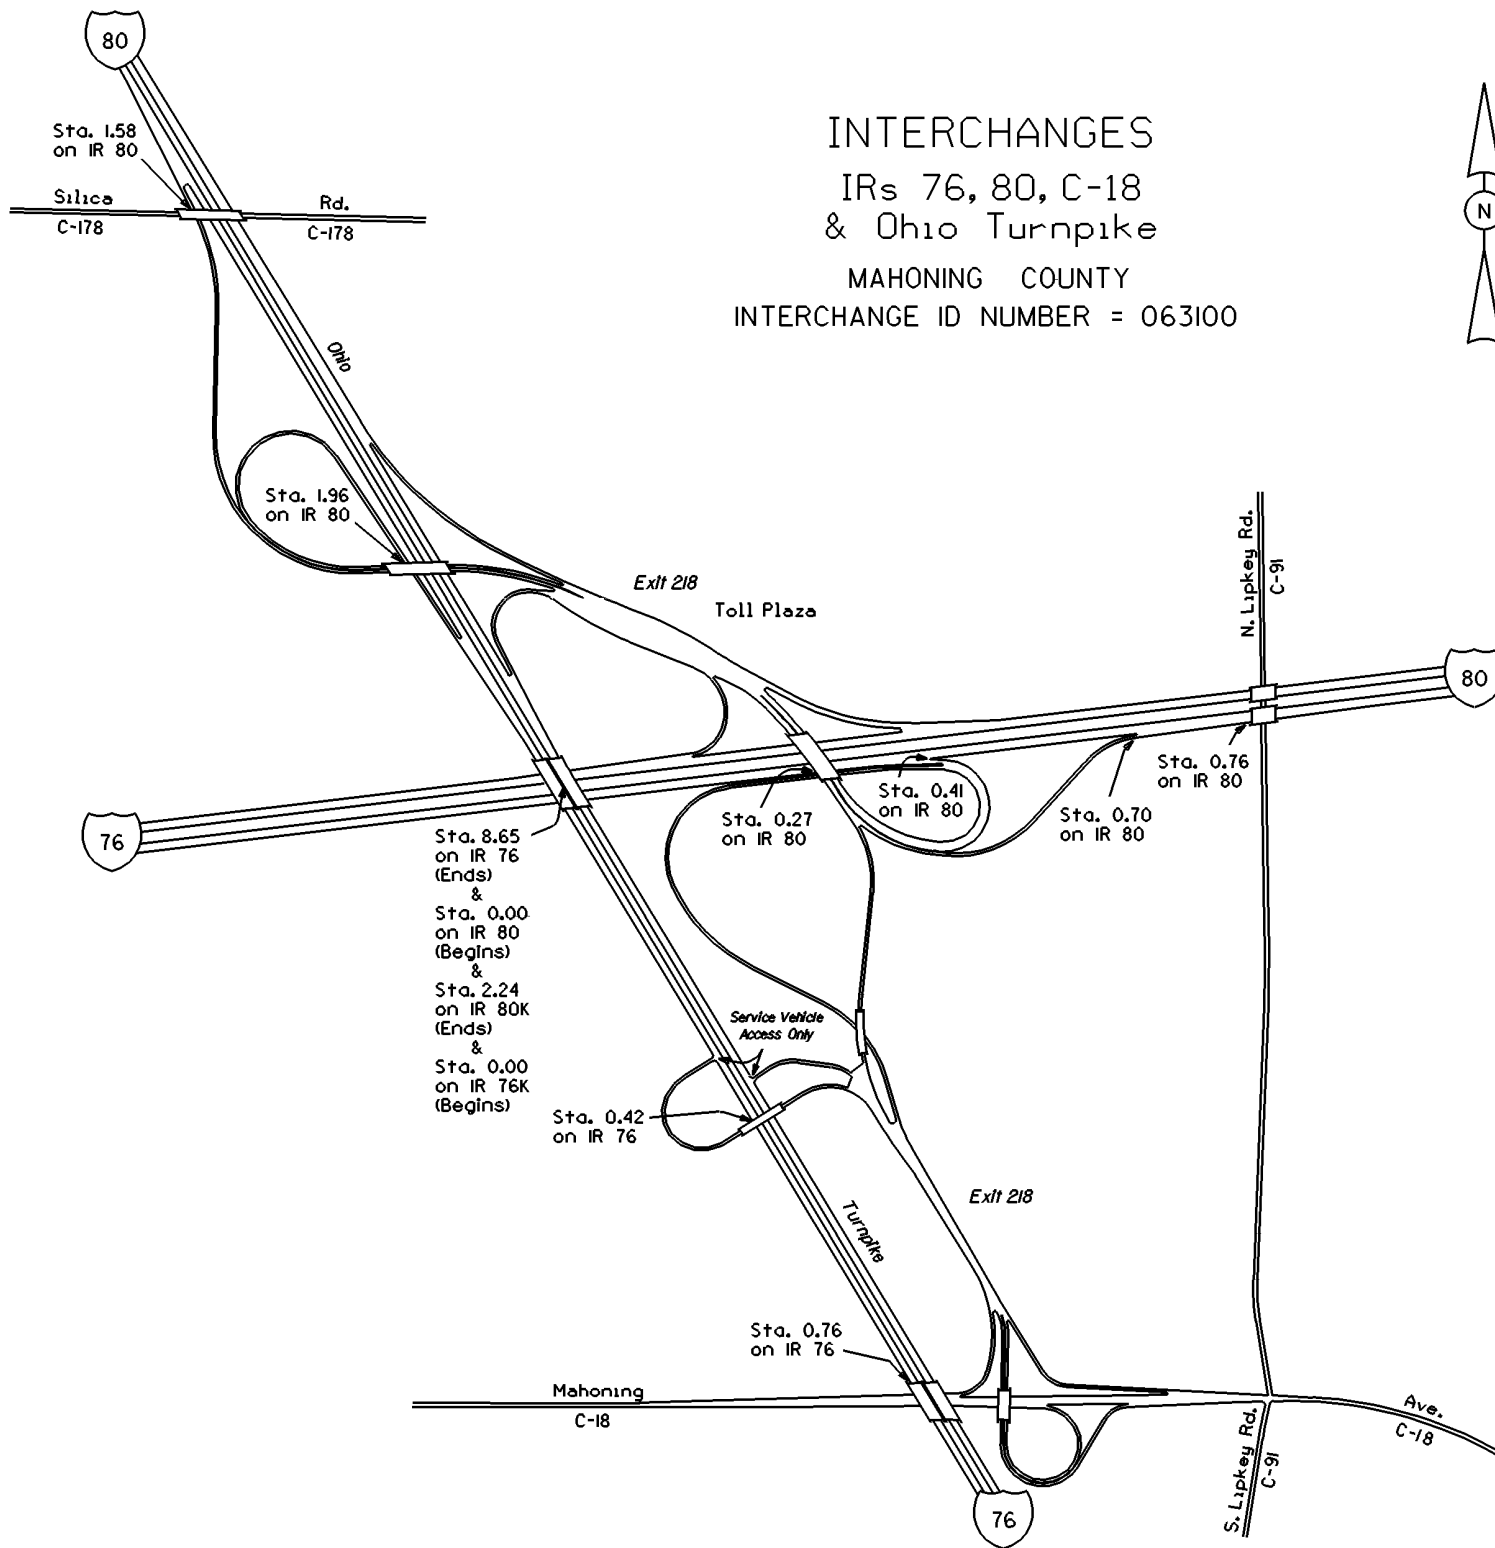 80
INTERCHANGES
IRs 76, 80, C-18
& Ohio Turnpike
MAHONING COUNTY
INTERCHANGE ID NUMBER = 063100
N
Sta. 1.58
on IR 80
Silica Rd.
C-178 C-178
Ohio
Sta. 1.96
on IR 80
Exit 218
Toll Plaza
N. Lipkey Rd.
C-91
80
76
Sta. 0.27
on IR 80
Sta. 0.41
on IR 80
Sta. 0.70
on IR 80
Sta. 0.76
on IR 80
Sta. 8.65
on IR 76
(Ends)
&
Sta. 0.00
on IR 80
(Begins)
&
Sta. 2.24
on IR 80K
(Ends)
&
Sta. 0.00
on IR 76K
(Begins)
Service Vehicle
Access Only
Sta. 0.42
on IR 76
Exit 218
Turnpike
Sta. 0.76
on IR 76
Mahoning Ave.
C-18 C-18
S. Lipkey Rd.
C-91
76